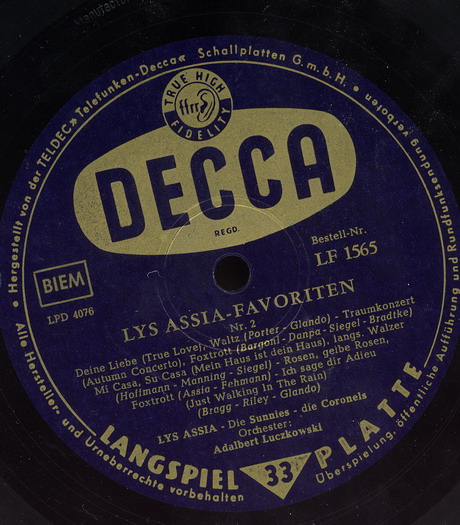 Manufactur
• Hergestellt von der TELDEC »Telefunken-Decca« Schallplatten G.m.b.H. •
TRUE HIGH
ffrr
FIDELITY
DECCA
REGD.
Bestell-Nr.
LF 1565
BIEM
LPD 4076
LYS ASSIA-FAVORITEN
Nr. 2
Deine Liebe (True Love), Waltz (Porter - Glando) - Traumkonzert
(Autumn Concerto), Foxtrott (Bargoni - Danpa - Siegel - Bradtke)
Mi Casa, Su Casa (Mein Haus ist dein Haus), langs. Walzer
(Hoffmann - Manning - Siegel) - Rosen, gelbe Rosen,
Foxtrott (Assia - Fehmann) - Ich sage dir Adieu
(Just Walking In The Rain)
(Bragg - Riley - Glando)
LYS ASSIA - Die Sunnies - die Coronels
Orchester:
Adalbert Luczkowski
LANGSPIEL 33 PLATTE
Alle Hersteller- und Urheberrechte vorbehalten
Überspielung, öffentliche Aufführung und Rundfunksendung verboten